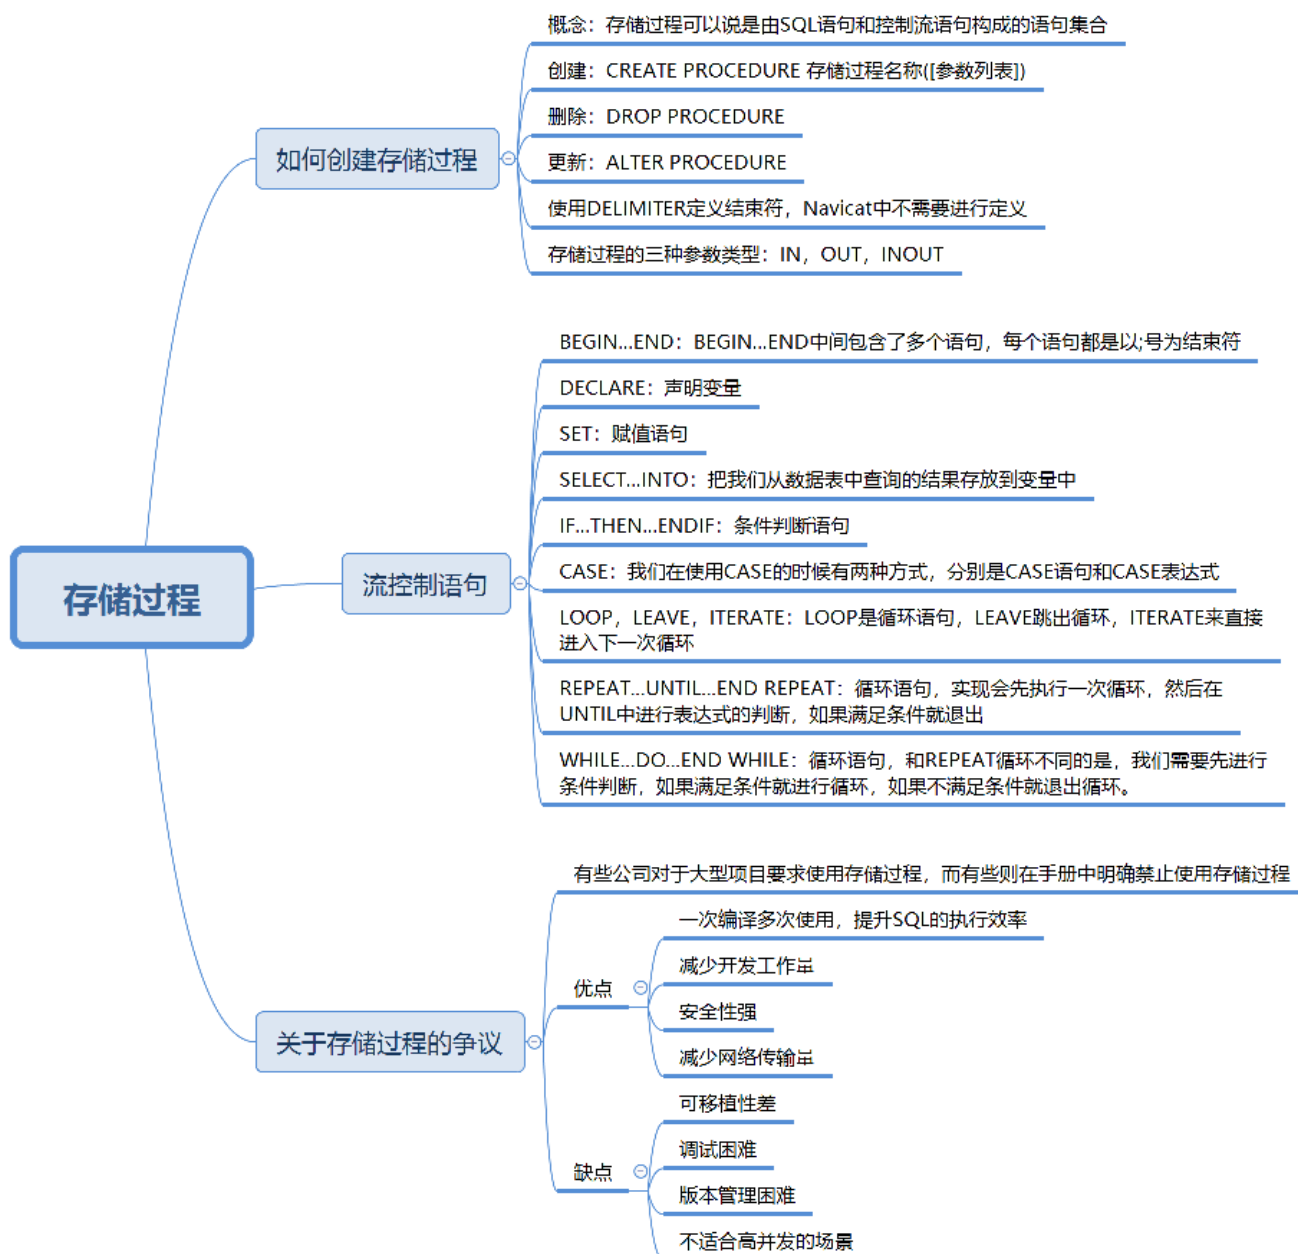 存储过程
如何创建存储过程
概念：存储过程可以说是由SQL语句和控制流语句构成的语句集合
创建：CREATE PROCEDURE 存储过程名称([参数列表])
删除：DROP PROCEDURE
更新：ALTER PROCEDURE
使用DELIMITER定义结束符，Navicat中不需要进行定义
存储过程的三种参数类型：IN，OUT，INOUT
流控制语句
BEGIN...END：BEGIN...END中间包含了多个语句，每个语句都是以;号为结束符
DECLARE：声明变量
SET：赋值语句
SELECT...INTO：把我们从数据表中查询的结果存放到变量中
IF...THEN...ENDIF：条件判断语句
CASE：我们在使用CASE的时候有两种方式，分别是CASE语句和CASE表达式
LOOP，LEAVE，ITERATE：LOOP是循环语句，LEAVE跳出循环，ITERATE来直接
进入下一次循环
REPEAT...UNTIL...END REPEAT：循环语句，实现会先执行一次循环，然后在
UNTIL中进行表达式的判断，如果满足条件就退出
WHILE...DO...END WHILE：循环语句，和REPEAT循环不同的是，我们需要先进行
条件判断，如果满足条件就进行循环，如果不满足条件就退出循环。
关于存储过程的争议
有些公司对于大型项目要求使用存储过程，而有些则在手册中明确禁止使用存储过程
优点
一次编译多次使用，提升SQL的执行效率
减少开发工作量
安全性强
减少网络传输量
缺点
可移植性差
调试困难
版本管理困难
不适合高并发的场景